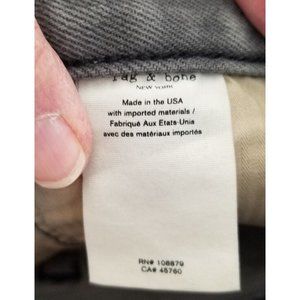 rag & bone
NEW YORK
Made in the USA
with imported materials /
Fabriqué Aux Etats-Unis
avec des matériaux importés
RN# 108879
CA# 45760